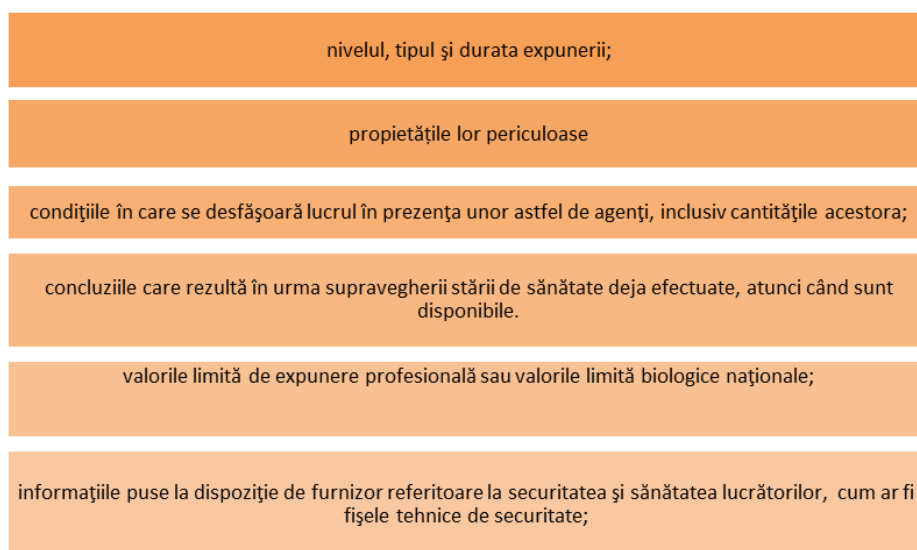 nivelul, tipul şi durata expunerii;
propietățile lor periculoase
condiţiile în care se desfăşoară lucrul în prezenţa unor astfel de agenţi, inclusiv cantităţile acestora;
concluziile care rezultă în urma supravegherii stării de sănătate deja efectuate, atunci când sunt
disponibile.
valorile limită de expunere profesională sau valorile limită biologice naţionale;
informaţiile puse la dispoziţie de furnizor referitoare la securitatea şi sănătatea lucrătorilor, cum ar fi
fişele tehnice de securitate;